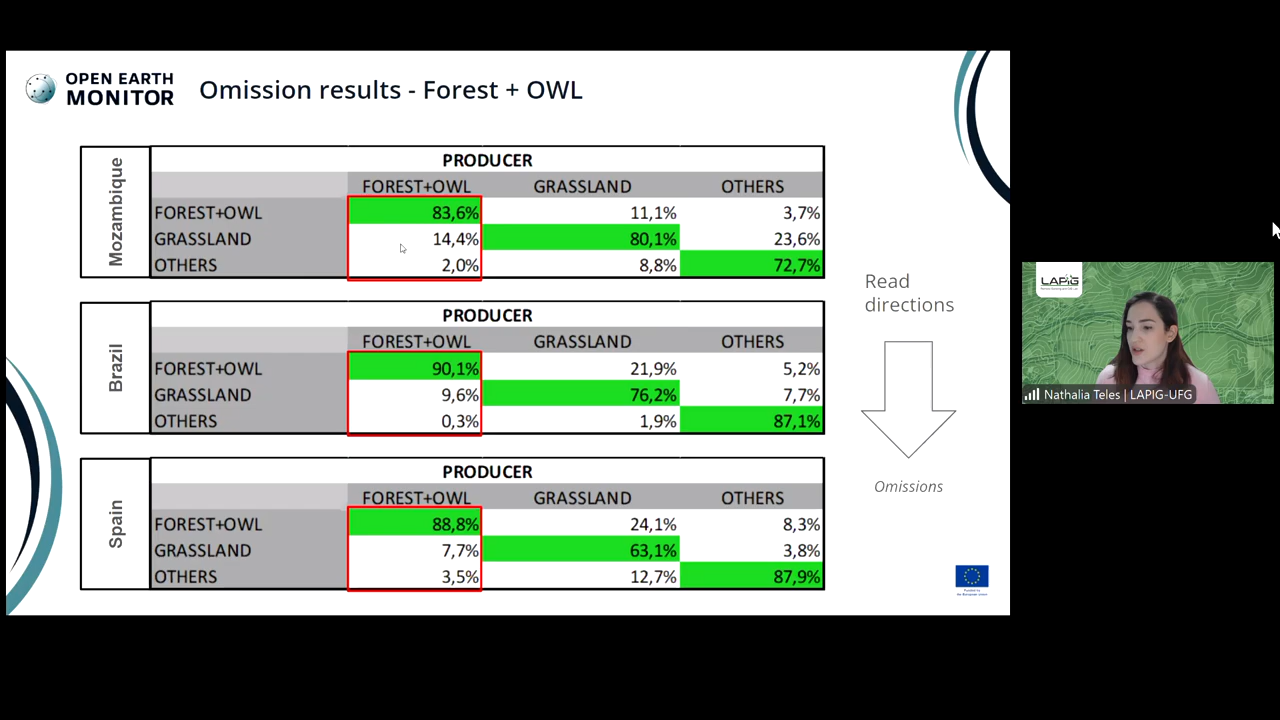 OPEN EARTH
MONITOR
Omission results - Forest + OWL
Mozambique
PRODUCER
FOREST+OWL GRASSLAND OTHERS
FOREST+OWL 83,6% 11,1% 3,7%
GRASSLAND 14,4% 80,1% 23,6%
OTHERS 2,0% 8,8% 72,7%
Brazil
PRODUCER
FOREST+OWL GRASSLAND OTHERS
FOREST+OWL 90,1% 21,9% 5,2%
GRASSLAND 9,6% 76,2% 7,7%
OTHERS 0,3% 1,9% 87,1%
Spain
PRODUCER
FOREST+OWL GRASSLAND OTHERS
FOREST+OWL 88,8% 24,1% 8,3%
GRASSLAND 7,7% 63,1% 3,8%
OTHERS 3,5% 12,7% 87,9%
Read
directions
Omissions
Funded by
the European Union
LAPIG
Nathalia Teles | LAPIG-UFG